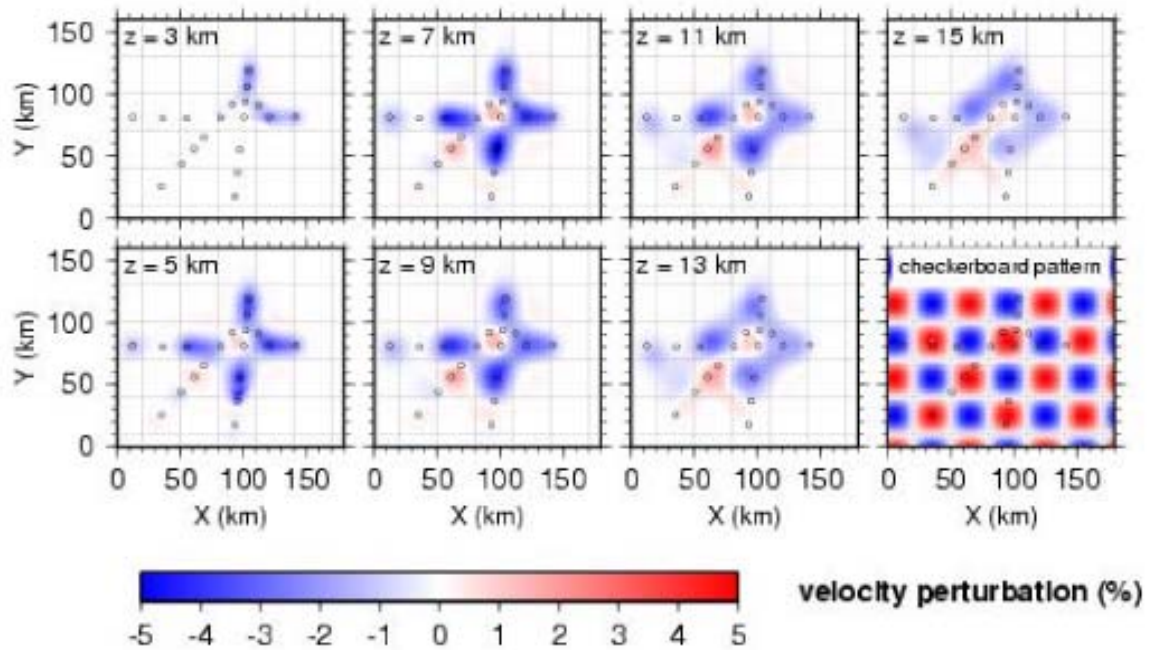 150
100
50
0
Y (km)
z = 3 km
z = 7 km
z = 11 km
z = 15 km
150
100
50
0
Y (km)
z = 5 km
z = 9 km
z = 13 km
checkerboard pattern
0 50 100 150 0 50 100 150 0 50 100 150 0 50 100 150
X (km) X (km) X (km) X (km)
velocity perturbation (%)
-5 -4 -3 -2 -1 0 1 2 3 4 5